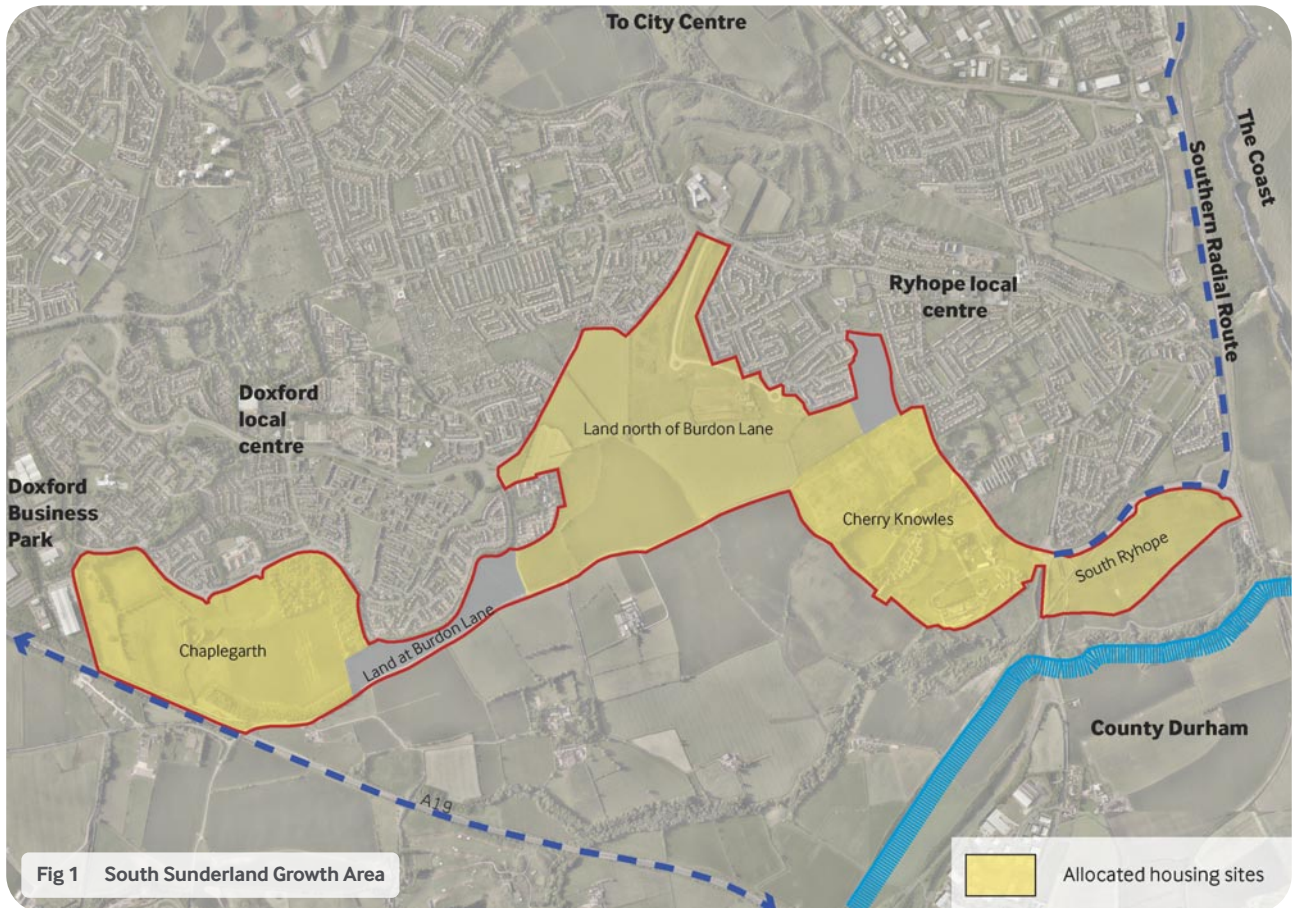 To City Centre
The Coast
Southern Radial Route
Ryhope local
centre
Doxford
local
centre
Land north of Burdon Lane
Doxford
Business
Park
Cherry Knowles
South Ryhope
Chaplegarth
Land at Burdon Lane
County Durham
A19
Fig 1 South Sunderland Growth Area
Allocated housing sites